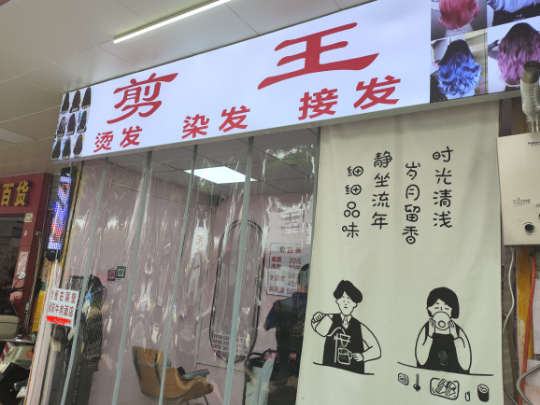 剪 王
烫发 染发 接发
时光清浅
岁月留香
静坐流年
细细品味
百货